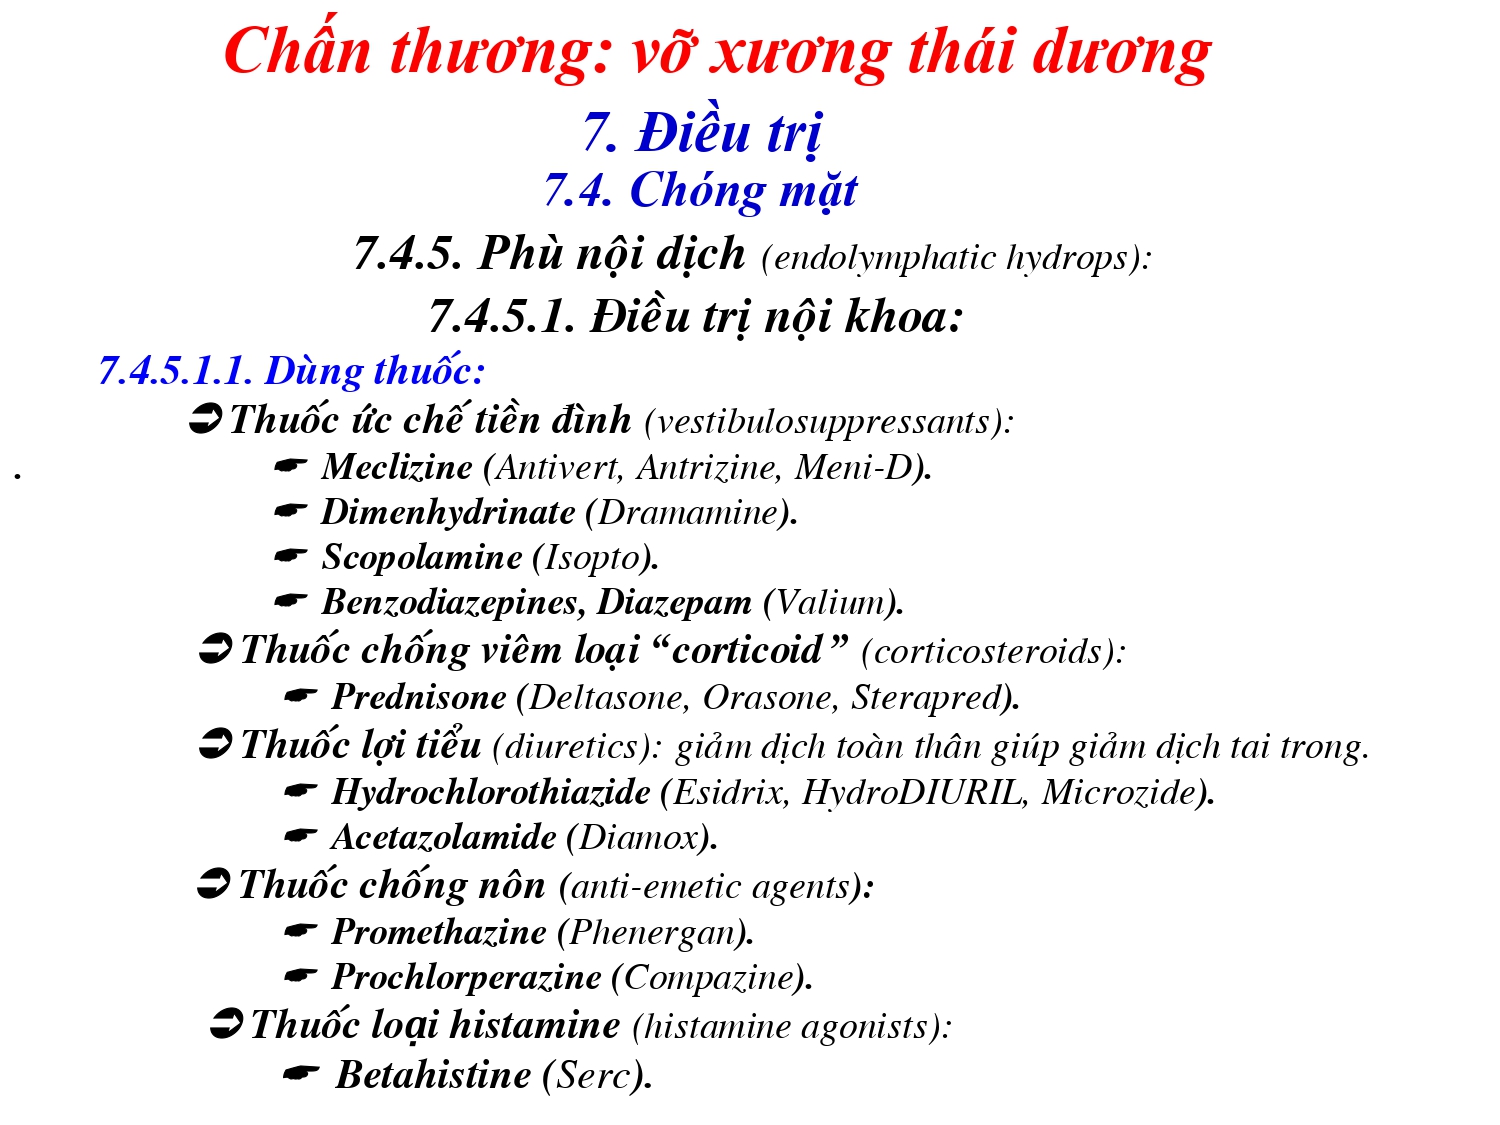 Chấn thương: vỡ xương thái dương
7. Điều trị
7.4. Chóng mặt
7.4.5. Phù nội dịch (endolymphatic hydrops):
7.4.5.1. Điều trị nội khoa:
7.4.5.1.1. Dùng thuốc:
➲ Thuốc ức chế tiền đình (vestibulosuppressants):
. ☛ Meclizine (Antivert, Antrizine, Meni-D).
☛ Dimenhydrinate (Dramamine).
☛ Scopolamine (Isopto).
☛ Benzodiazepines, Diazepam (Valium).
➲ Thuốc chống viêm loại “corticoid” (corticosteroids):
☛ Prednisone (Deltasone, Orasone, Sterapred).
➲ Thuốc lợi tiểu (diuretics): giảm dịch toàn thân giúp giảm dịch tai trong.
☛ Hydrochlorothiazide (Esidrix, HydroDIURIL, Microzide).
☛ Acetazolamide (Diamox).
➲ Thuốc chống nôn (anti-emetic agents):
☛ Promethazine (Phenergan).
☛ Prochlorperazine (Compazine).
➲ Thuốc loại histamine (histamine agonists):
☛ Betahistine (Serc).